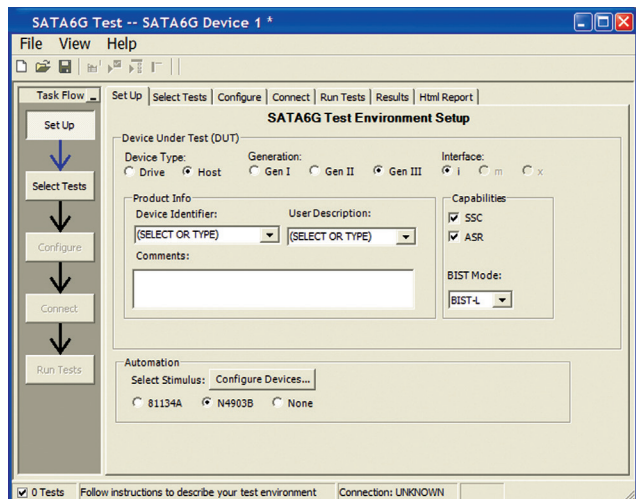 SATA6G Test -- SATA6G Device 1 *
File View Help
Task Flow
Set Up
Select Tests
Configure
Connect
Run Tests
Set Up Select Tests Configure Connect Run Tests Results Html Report
SATA6G Test Environment Setup
Device Under Test (DUT)
Device Type: Generation: Interface:
Drive Host Gen I Gen II Gen III i m x
Product Info Capabilities
Device Identifier: User Description: SSC
(SELECT OR TYPE) (SELECT OR TYPE) ASR
Comments:
BIST Mode:
BIST-L
Automation
Select Stimulus: Configure Devices...
81134A N4903B None
0 Tests Follow instructions to describe your test environment Connection: UNKNOWN